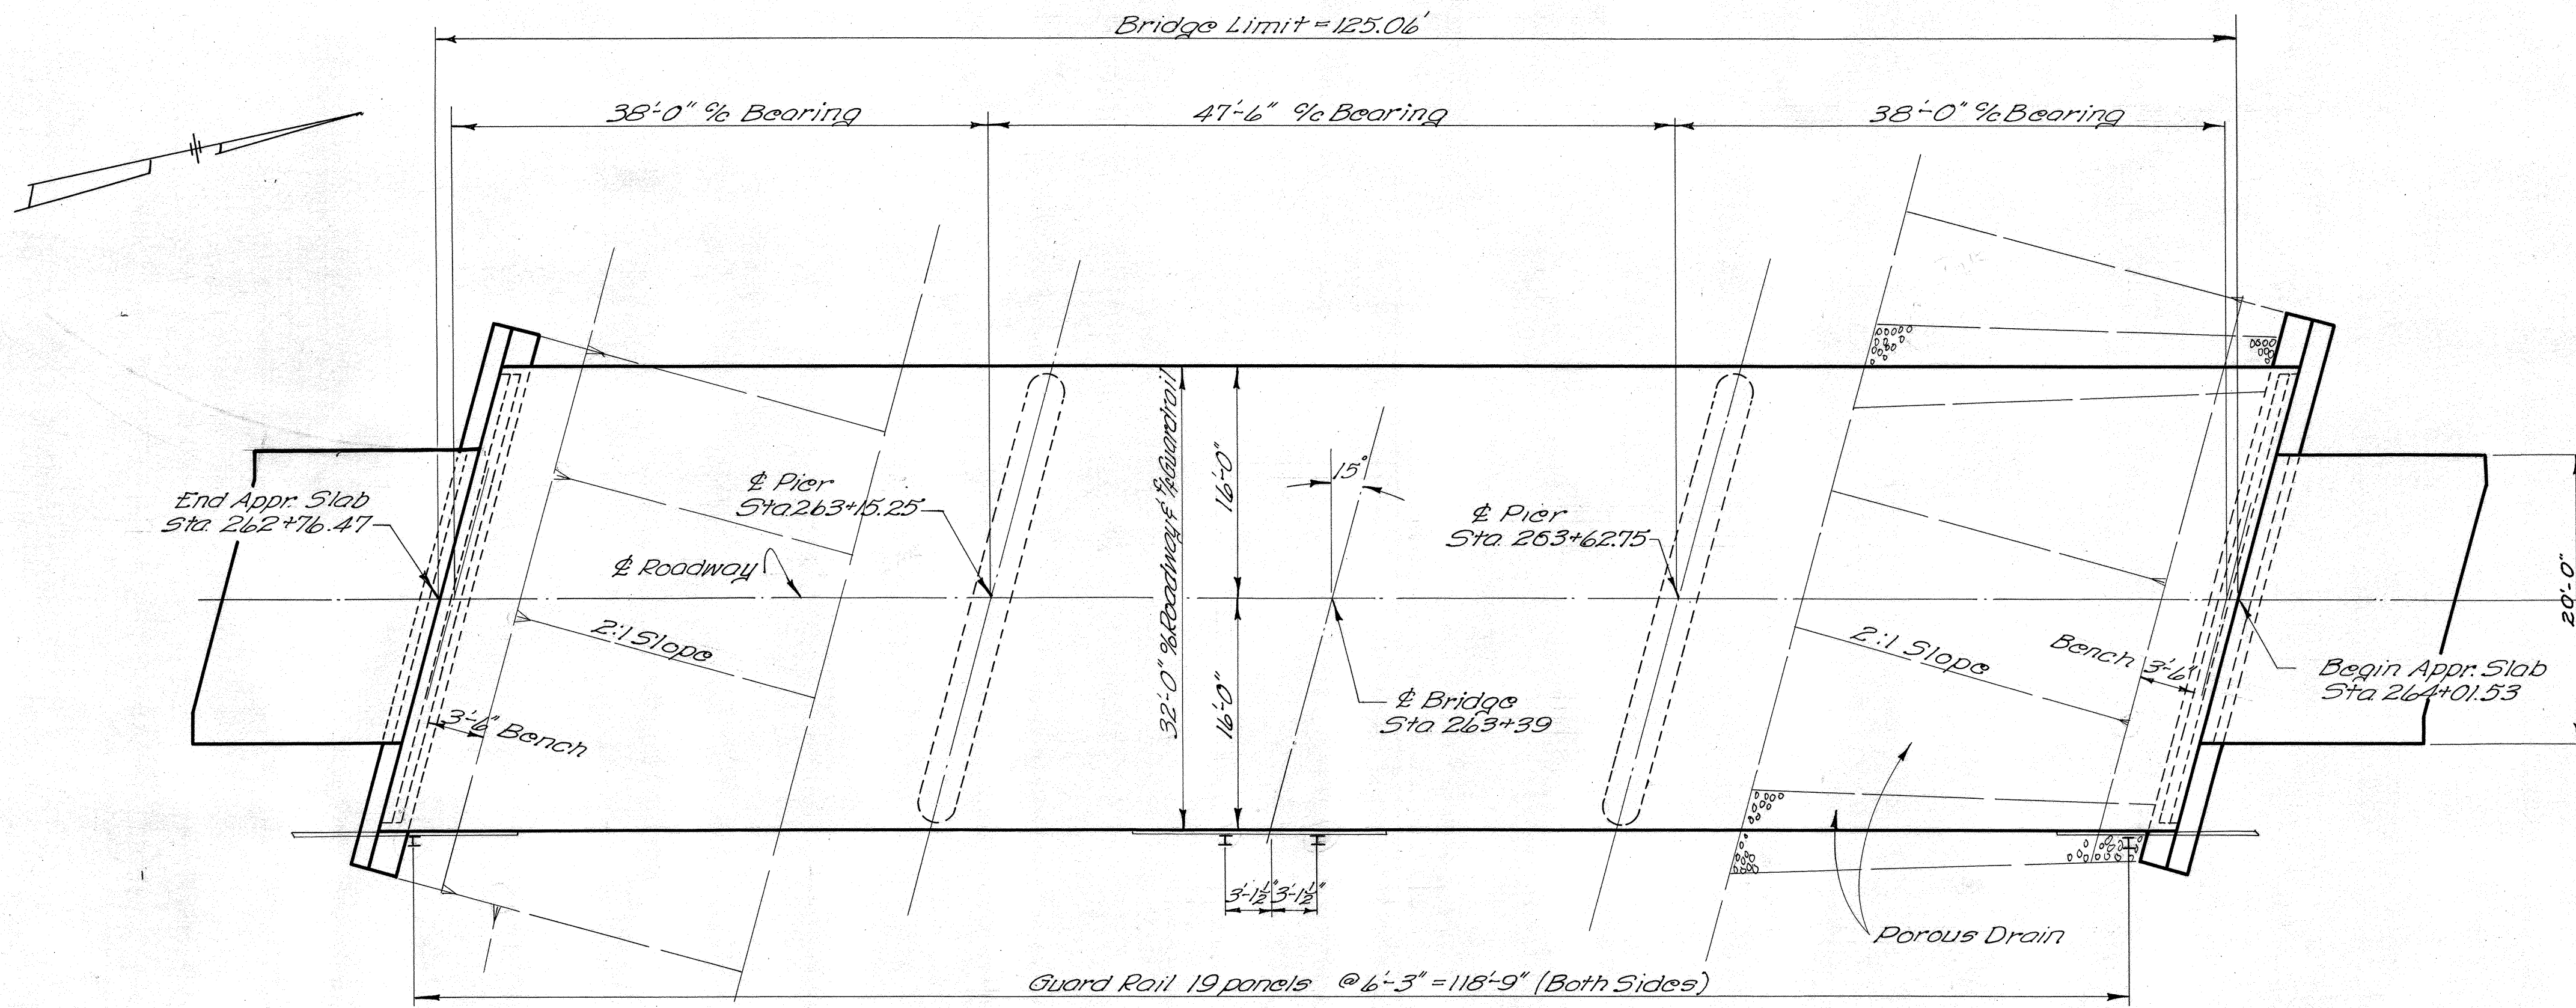 Bridge Limit = 125.06'
38'-0" c/c Bearing
47'-6" c/c Bearing
38'-0" c/c Bearing
End Appr. Slab
Sta. 262+76.47
℄ Pier
Sta. 263+15.25
℄ Roadway
32'-0" c/c Roadway & f/f Guardrail
16'-0"
16'-0"
15°
℄ Pier
Sta. 263+62.75
2:1 Slope
3'-6" Bench
℄ Bridge
Sta. 263+39
2:1 Slope
Bench 3'-6"
Begin Appr. Slab
Sta. 264+01.53
20'-0"
3'-1½" 3'-1½"
Porous Drain
Guard Rail 19 panels @ 6'-3" = 118'-9" (Both Sides)